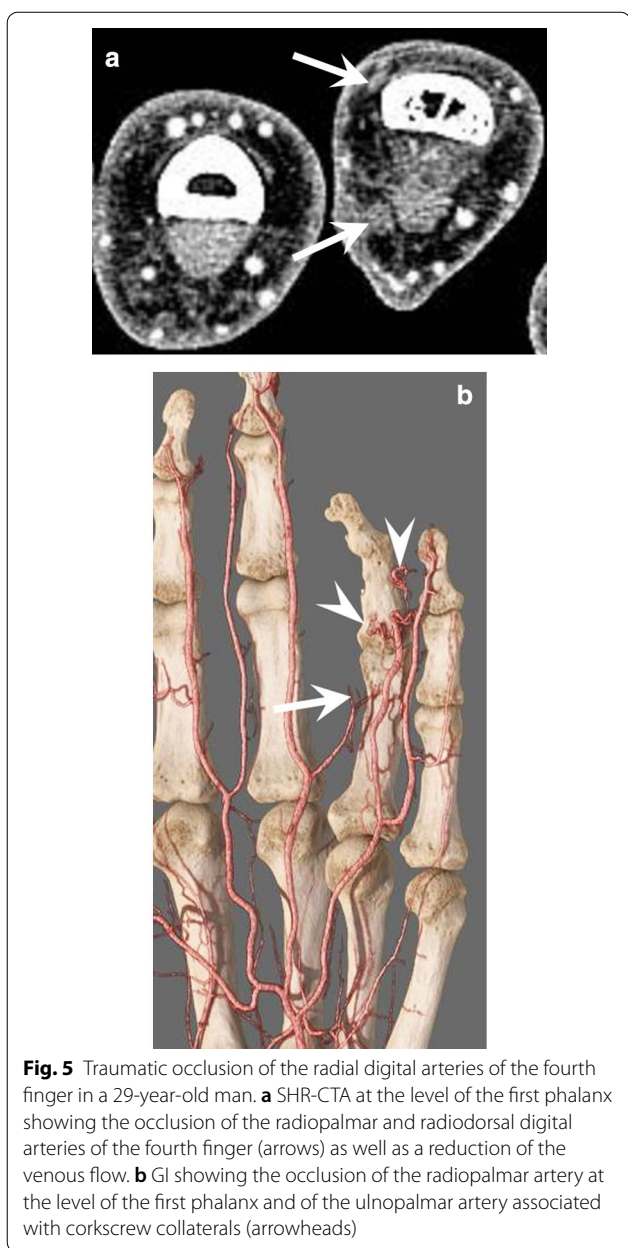 a
b
Fig. 5 Traumatic occlusion of the radial digital arteries of the fourth
finger in a 29-year-old man. a SHR-CTA at the level of the first phalanx
showing the occlusion of the radiopalmar and radiodorsal digital
arteries of the fourth finger (arrows) as well as a reduction of the
venous flow. b GI showing the occlusion of the radiopalmar artery at
the level of the first phalanx and of the ulnopalmar artery associated
with corkscrew collaterals (arrowheads)